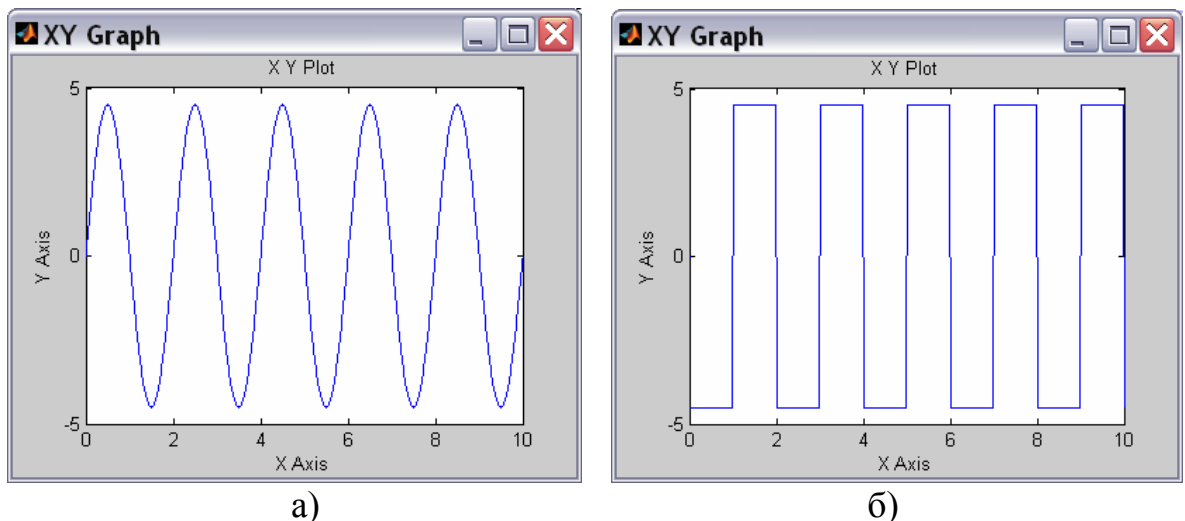 XY Graph
X Y Plot
5
0
-5
Y Axis
0 2 4 6 8 10
X Axis
а)
XY Graph
X Y Plot
5
0
-5
Y Axis
0 2 4 6 8 10
X Axis
б)